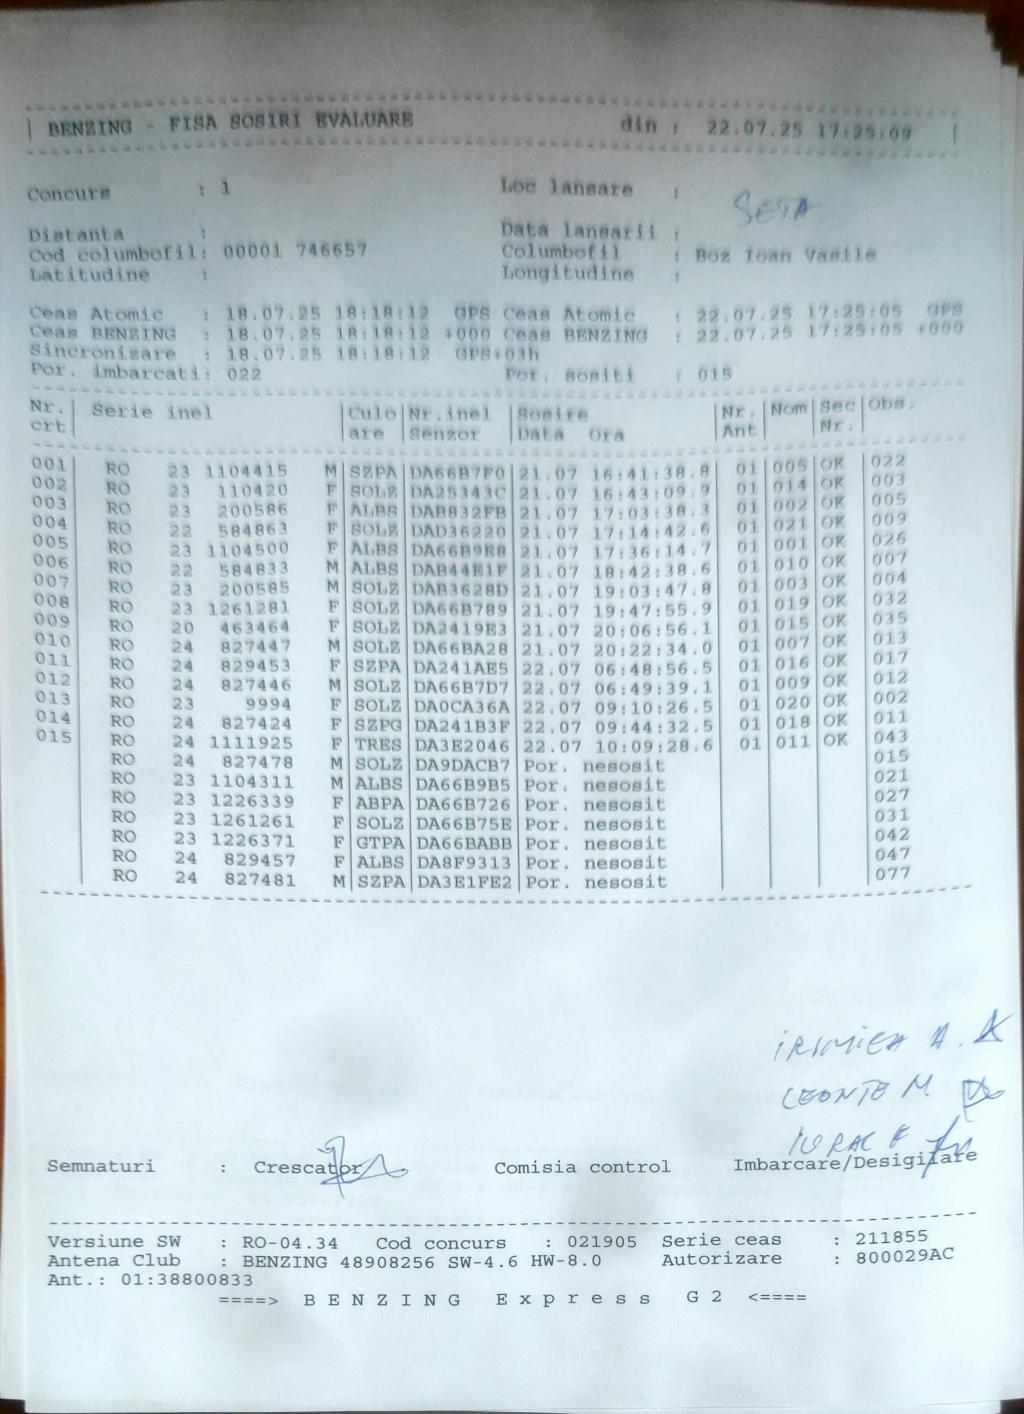 | BENZING - FISA SOSIRI EVALUARE din : 22.07.25 17:25:09 |
Concurs : 1 Loc lansare :
SETA
Distanta : Data lansarii :
Cod columbofil: 00001 746657 Columbofil : Boz Ioan Vasile
Latitudine : Longitudine :
Ceas Atomic : 18.07.25 18:18:12 GPS Ceas Atomic : 22.07.25 17:25:05 GPS
Ceas BENZING : 18.07.25 18:18:12 +000 Ceas BENZING : 22.07.25 17:25:05 +000
Sincronizare : 18.07.25 18:18:12 GPS+03h
Por. imbarcati: 022 Por. sositi : 015
Nr. | Serie inel |Culo|Nr.inel |Sosire |Nr. |Nom|Sec|Obs.
crt| |are |Senzor |Data Ora |Ant | |Nr.|
001 RO 23 1104415 M|SZPA|DA66B7F0|21.07 16:41:38.8| 01|005|OK |022
002 RO 23 110420 F|SOLZ|DA25343C|21.07 16:43:09.9| 01|014|OK |003
003 RO 23 200586 F|ALBS|DAB832FB|21.07 17:03:38.3| 01|002|OK |005
004 RO 22 584863 F|SOLZ|DAD36220|21.07 17:14:42.6| 01|021|OK |009
005 RO 23 1104500 F|ALBS|DA66B9E8|21.07 17:36:14.7| 01|001|OK |026
006 RO 22 584833 M|ALBS|DAB44E1F|21.07 18:42:38.6| 01|010|OK |007
007 RO 23 200585 M|SOLZ|DAB3628D|21.07 19:03:47.8| 01|003|OK |004
008 RO 23 1261281 F|SOLZ|DA66B789|21.07 19:47:55.9| 01|019|OK |032
009 RO 20 463464 F|SOLZ|DA2419E3|21.07 20:06:56.1| 01|015|OK |035
010 RO 24 827447 M|SOLZ|DA66BA28|21.07 20:22:34.0| 01|007|OK |013
011 RO 24 829453 F|SZPA|DA241AE5|22.07 06:48:56.5| 01|016|OK |017
012 RO 24 827446 M|SOLZ|DA66B7D7|22.07 06:49:39.1| 01|009|OK |012
013 RO 23 9994 F|SOLZ|DA0CA36A|22.07 09:10:26.5| 01|020|OK |002
014 RO 24 827424 F|SZPG|DA241B3F|22.07 09:44:32.5| 01|018|OK |011
015 RO 24 1111925 F|TRES|DA3E2046|22.07 10:09:28.6| 01|011|OK |043
RO 24 827478 M|SOLZ|DA9DACB7|Por. nesosit | | | |015
RO 23 1104311 M|ALBS|DA66B9B5|Por. nesosit | | | |021
RO 23 1226339 F|ABPA|DA66B726|Por. nesosit | | | |027
RO 23 1261261 F|SOLZ|DA66B75E|Por. nesosit | | | |031
RO 23 1226371 F|GTPA|DA66BABB|Por. nesosit | | | |042
RO 24 829457 F|ALBS|DA8F9313|Por. nesosit | | | |047
RO 24 827481 M|SZPA|DA3E1FE2|Por. nesosit | | | |077
IRIMIEA A.
LEONTE M.
Semnaturi : Crescator Comisia control Imbarcare/Desigilare
Versiune SW : RO-04.34 Cod concurs : 021905 Serie ceas : 211855
Antena Club : BENZING 48908256 SW-4.6 HW-8.0 Autorizare : 800029AC
Ant.: 01:38800833
====> B E N Z I N G E x p r e s s G 2 <====